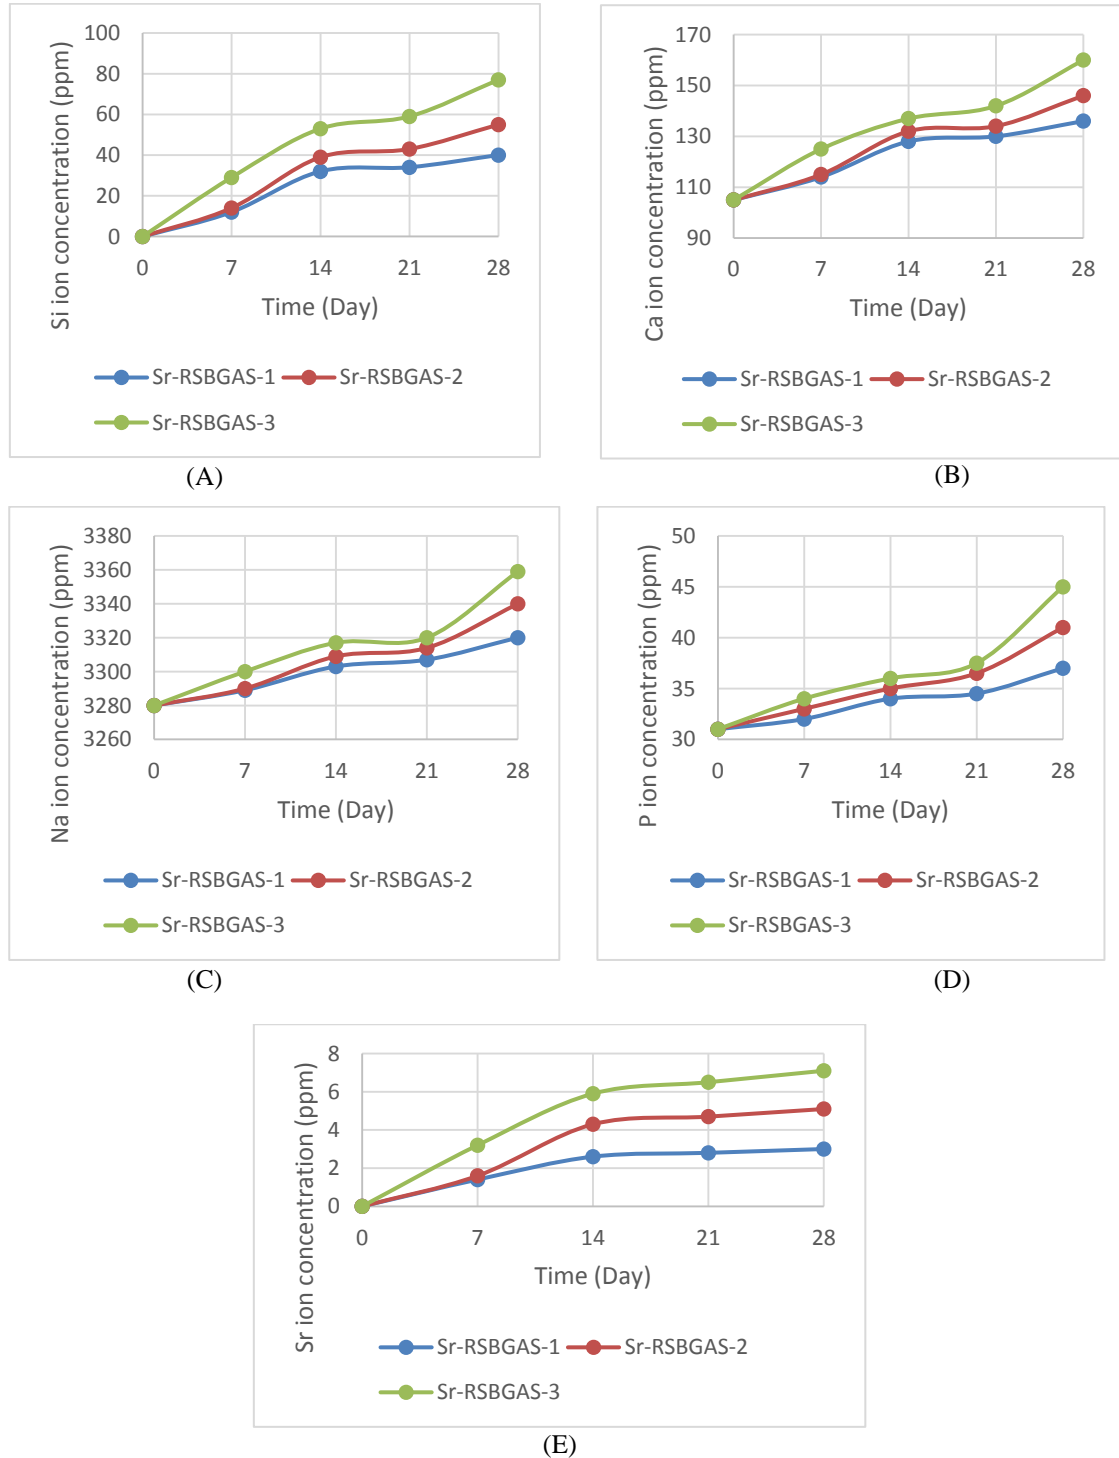 Si ion concentration (ppm)
100
80
60
40
20
0
0 7 14 21 28
Time (Day)
Sr-RSBGAS-1 Sr-RSBGAS-2
Sr-RSBGAS-3
(A)
Ca ion concentration (ppm)
170
150
130
110
90
0 7 14 21 28
Time (Day)
Sr-RSBGAS-1 Sr-RSBGAS-2
Sr-RSBGAS-3
(B)
Na ion concentration (ppm)
3380
3360
3340
3320
3300
3280
3260
0 7 14 21 28
Time (Day)
Sr-RSBGAS-1 Sr-RSBGAS-2
Sr-RSBGAS-3
(C)
P ion concentration (ppm)
50
45
40
35
30
0 7 14 21 28
Time (Day)
Sr-RSBGAS-1 Sr-RSBGAS-2
Sr-RSBGAS-3
(D)
Sr ion concentration (ppm)
8
6
4
2
0
0 7 14 21 28
Time (Day)
Sr-RSBGAS-1 Sr-RSBGAS-2
Sr-RSBGAS-3
(E)